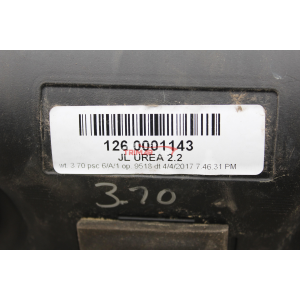 126 0001143
JL UREA 2.2
wt. 3.70 psc 6/A/1 op. 9518 dt 4/4/2017 7:46:31 PM
3.70